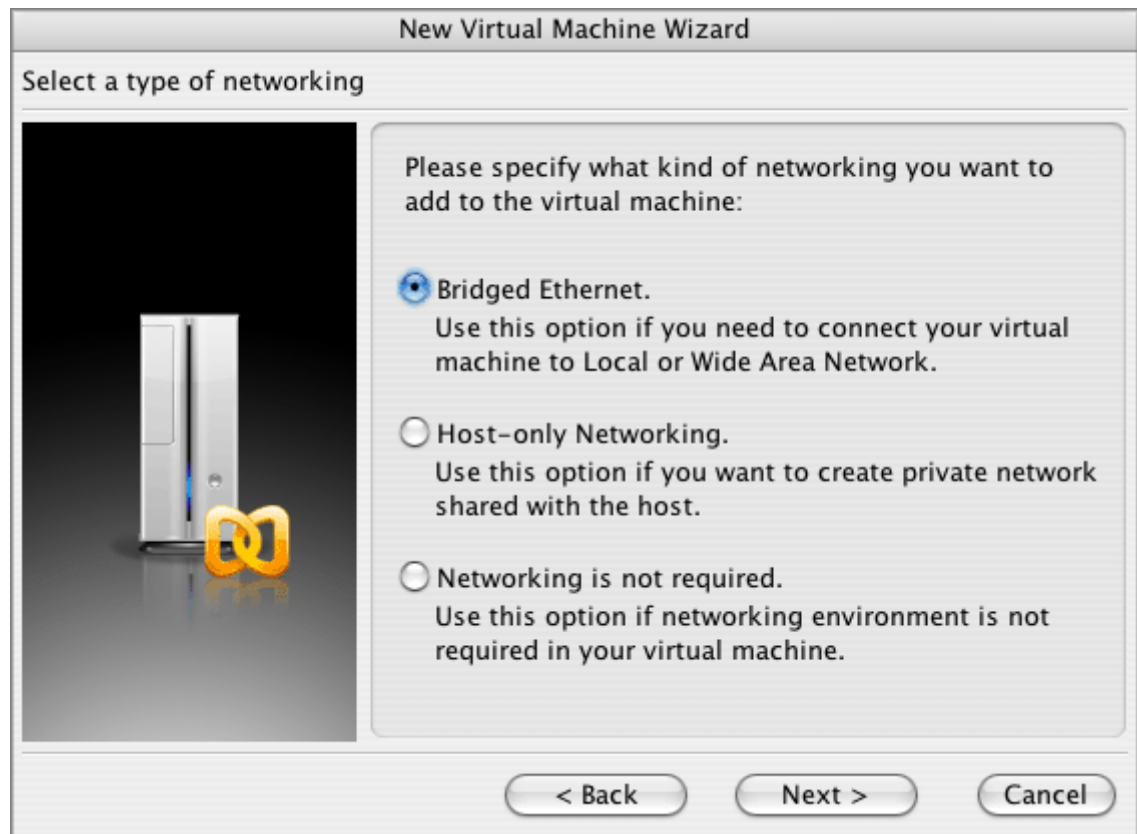 New Virtual Machine Wizard
Select a type of networking
Please specify what kind of networking you want to
add to the virtual machine:
Bridged Ethernet.
Use this option if you need to connect your virtual
machine to Local or Wide Area Network.
Host-only Networking.
Use this option if you want to create private network
shared with the host.
Networking is not required.
Use this option if networking environment is not
required in your virtual machine.
< Back
Next >
Cancel